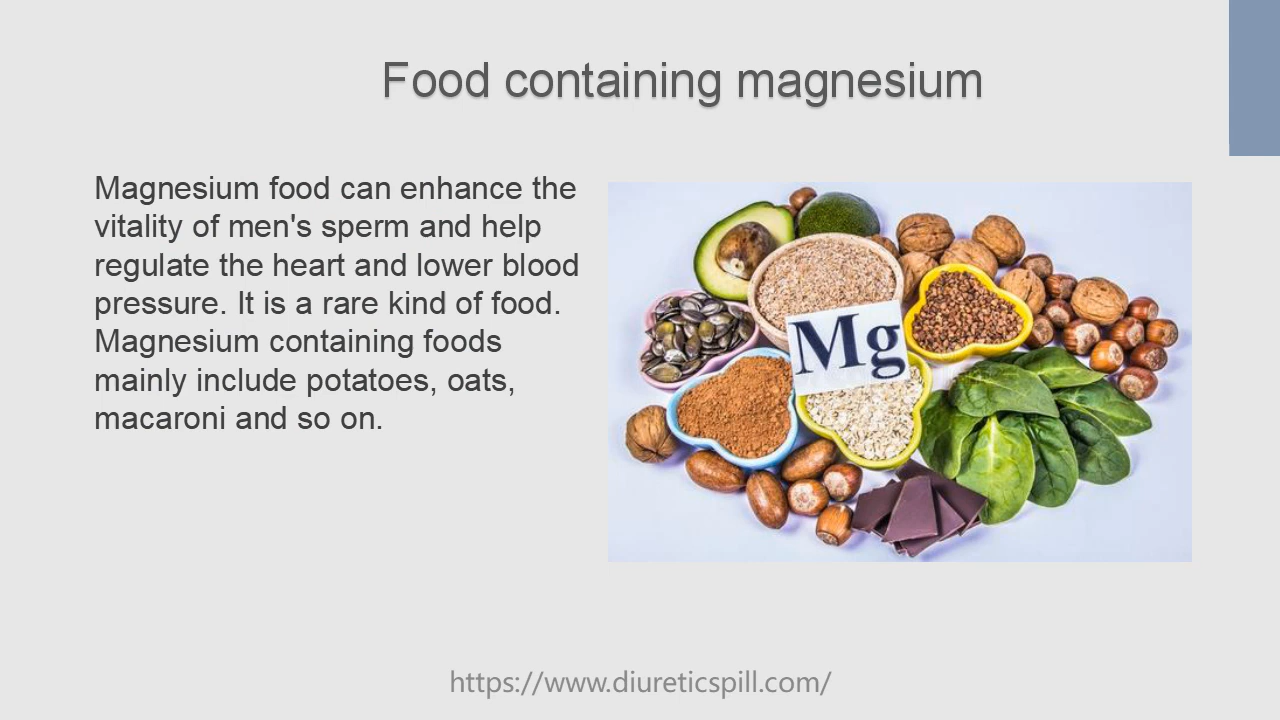 Food containing magnesium
Magnesium food can enhance the
vitality of men's sperm and help
regulate the heart and lower blood
pressure. It is a rare kind of food.
Magnesium containing foods
mainly include potatoes, oats,
macaroni and so on.
Mg
https://www.diureticspill.com/